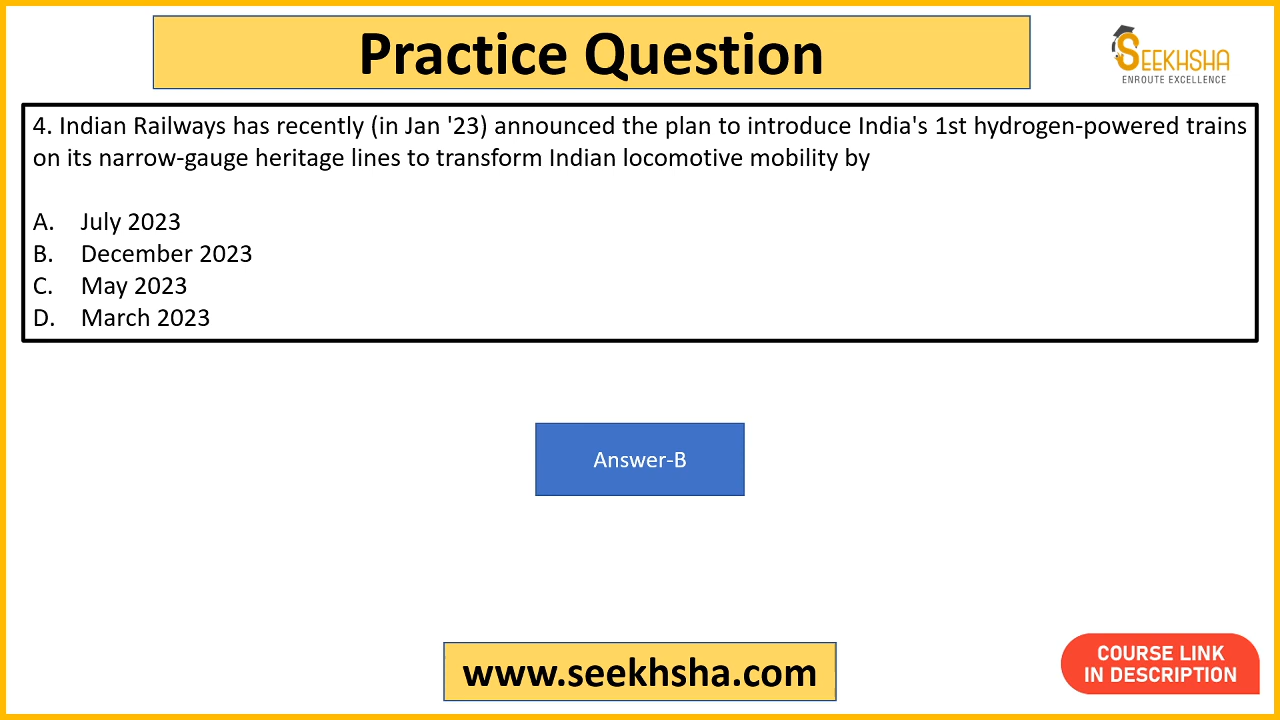 Practice Question
SEEKHSHA
ENROUTE EXCELLENCE
4. Indian Railways has recently (in Jan '23) announced the plan to introduce India's 1st hydrogen-powered trains
on its narrow-gauge heritage lines to transform Indian locomotive mobility by
A. July 2023
B. December 2023
C. May 2023
D. March 2023
Answer-B
www.seekhsha.com
COURSE LINK
IN DESCRIPTION